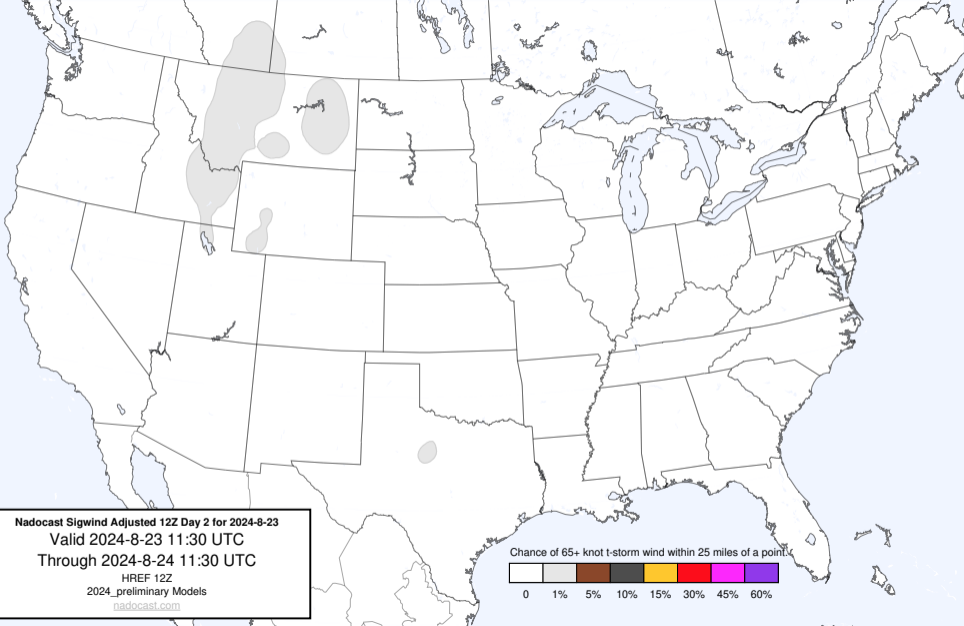 Nadocast Sigwind Adjusted 12Z Day 2 for 2024-8-23
Valid 2024-8-23 11:30 UTC
Through 2024-8-24 11:30 UTC
HREF 12Z
2024_preliminary Models
nadocast.com
Chance of 65+ knot t-storm wind within 25 miles of a point.
0 1% 5% 10% 15% 30% 45% 60%